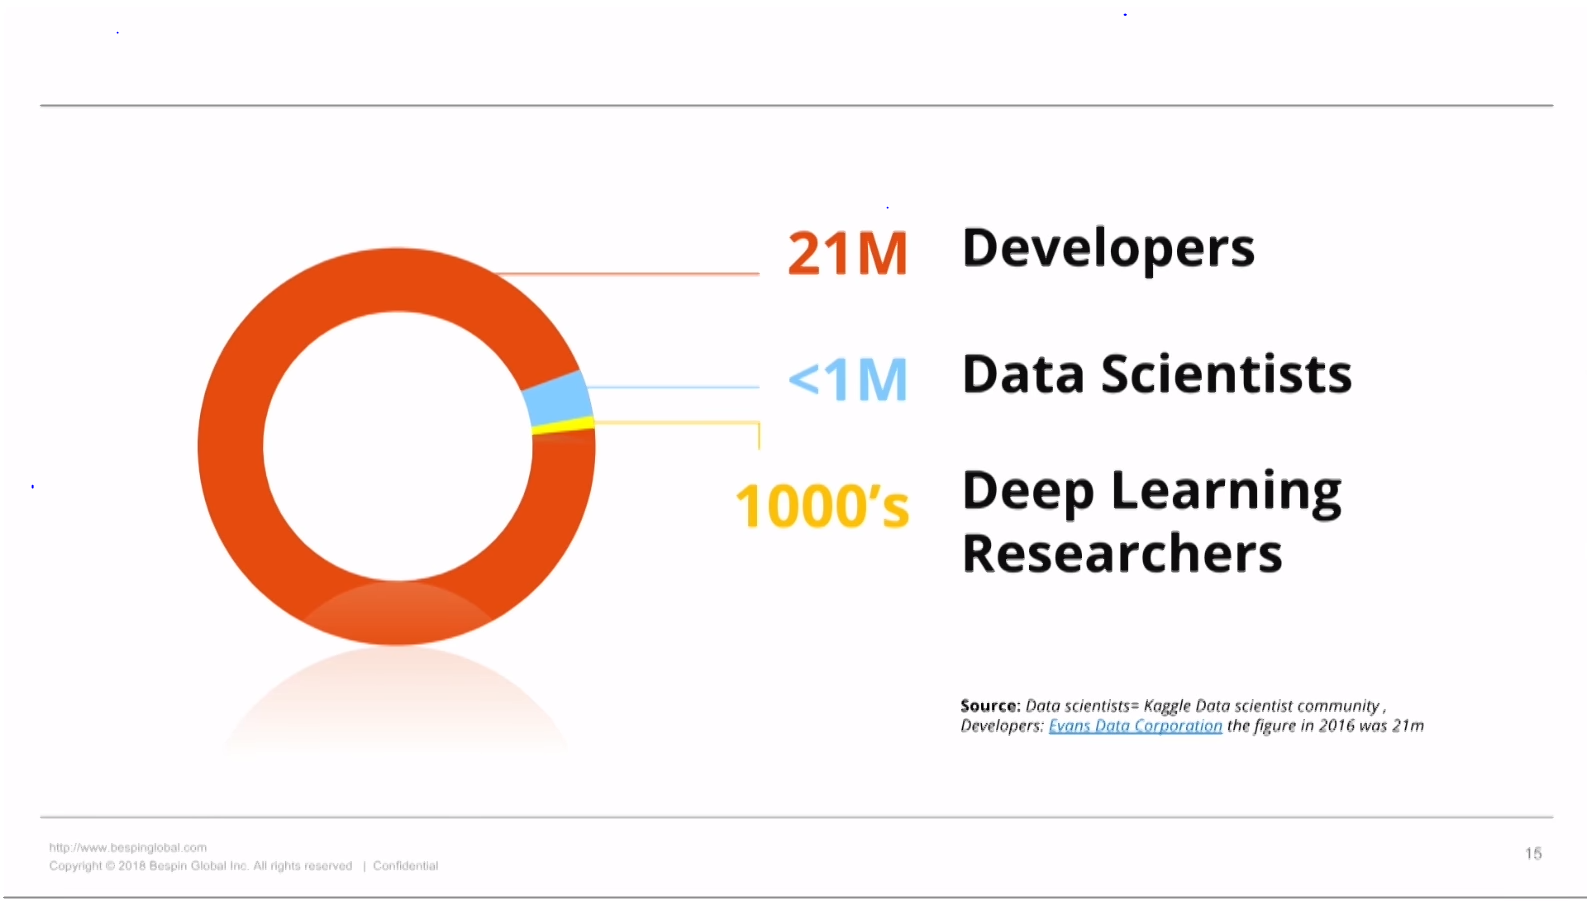 21M Developers
<1M Data Scientists
1000’s Deep Learning
Researchers
Source: Data scientists= Kaggle Data scientist community ,
Developers: Evans Data Corporation the figure in 2016 was 21m
http://www.bespinglobal.com
Copyright © 2018 Bespin Global Inc. All rights reserved | Confidential
15